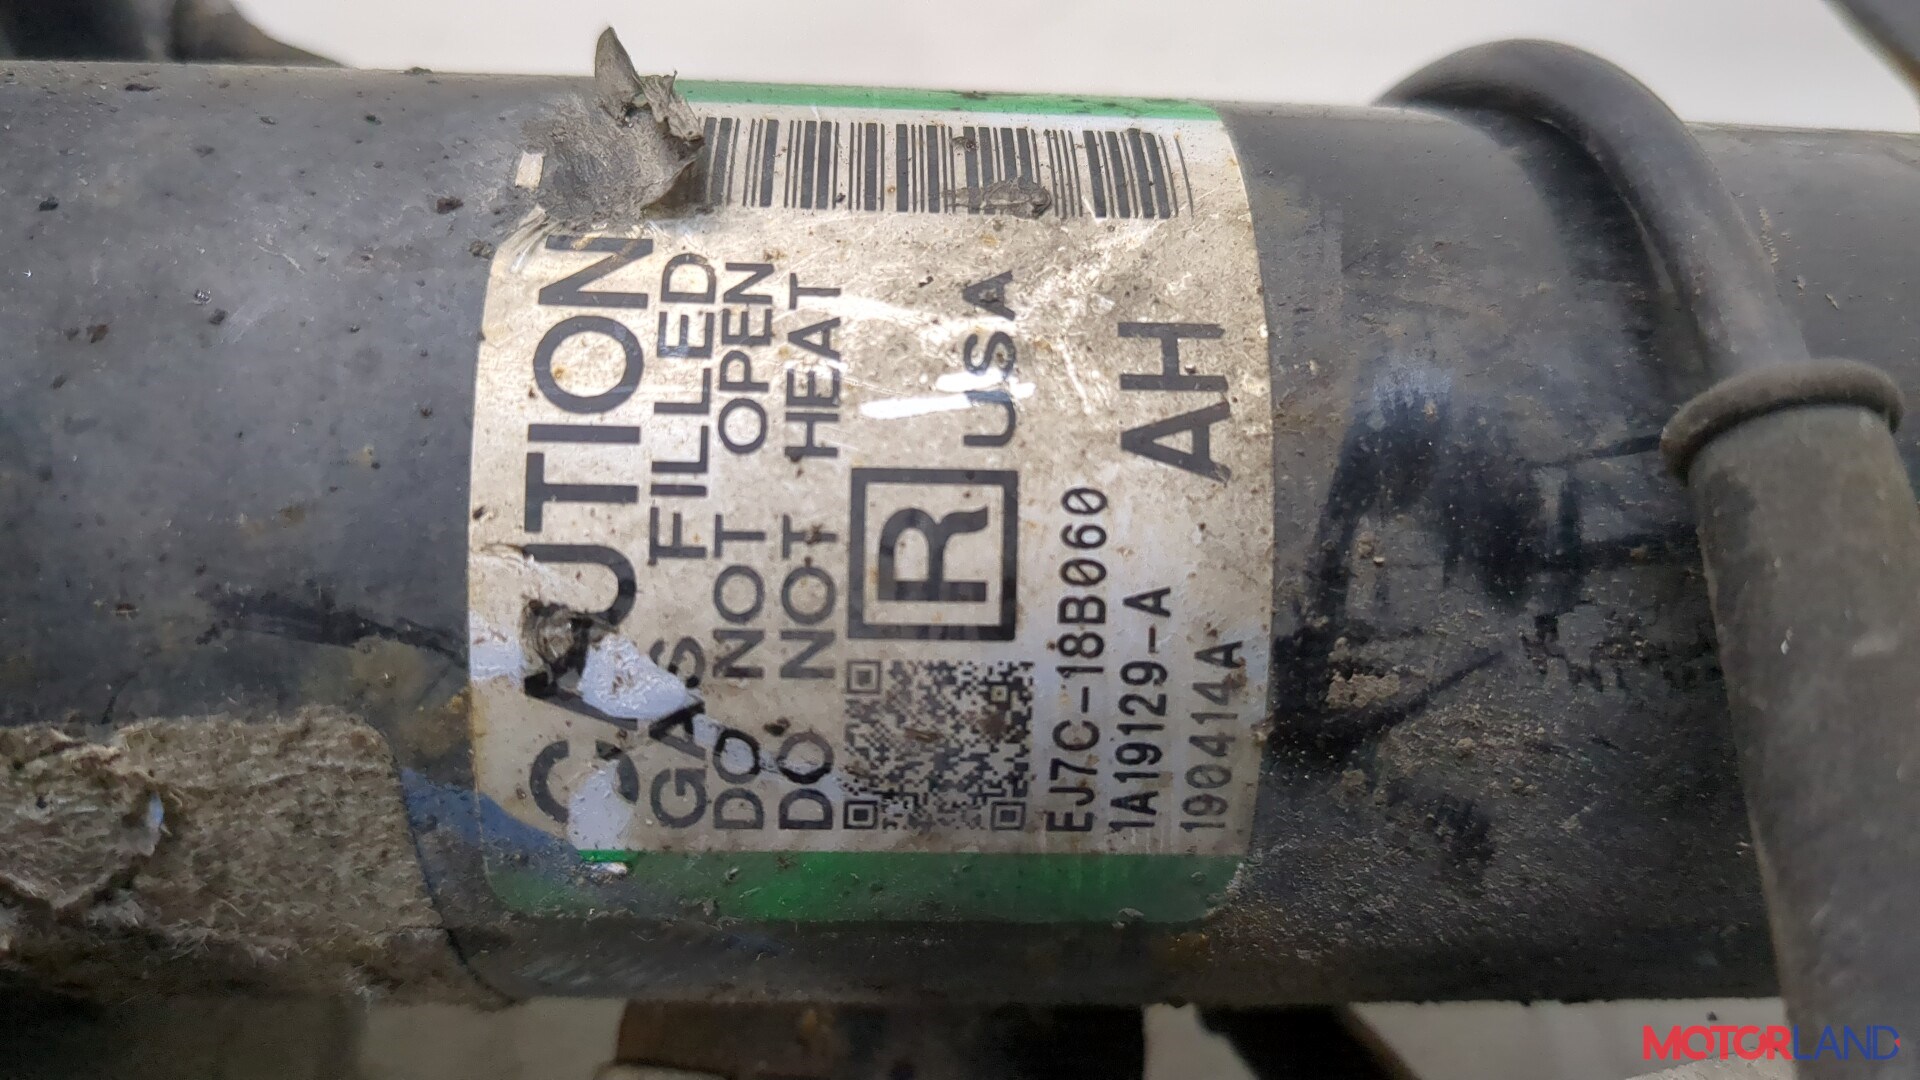 CAUTION
GAS FILLED
DO NOT OPEN
DO NOT HEAT
R USA
EJ7C-18B060
1A19129-A AH
190414A
MOTORLAND